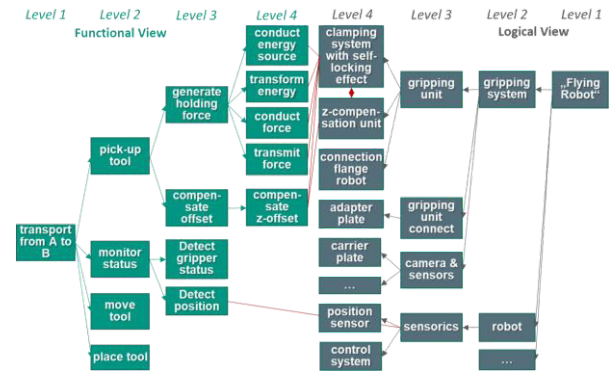 Level 1 Level 2 Level 3 Level 4 Level 4 Level 3 Level 2 Level 1
Functional View
Logical View
conduct
energy
source
transform
energy
conduct
force
transmit
force
generate
holding
force
pick-up
tool
compen-
sate
offset
compen-
sate
z-offset
transport
from A to
B
monitor
status
Detect
gripper
status
Detect
position
move
tool
place tool
clamping
system
with self-
locking
effect
z-compen-
sation unit
connection
flange
robot
adapter
plate
carrier
plate
...
position
sensor
control
system
gripping
unit
gripping
unit
connect
camera &
sensors
sensorics
gripping
system
robot
...
„Flying
Robot“